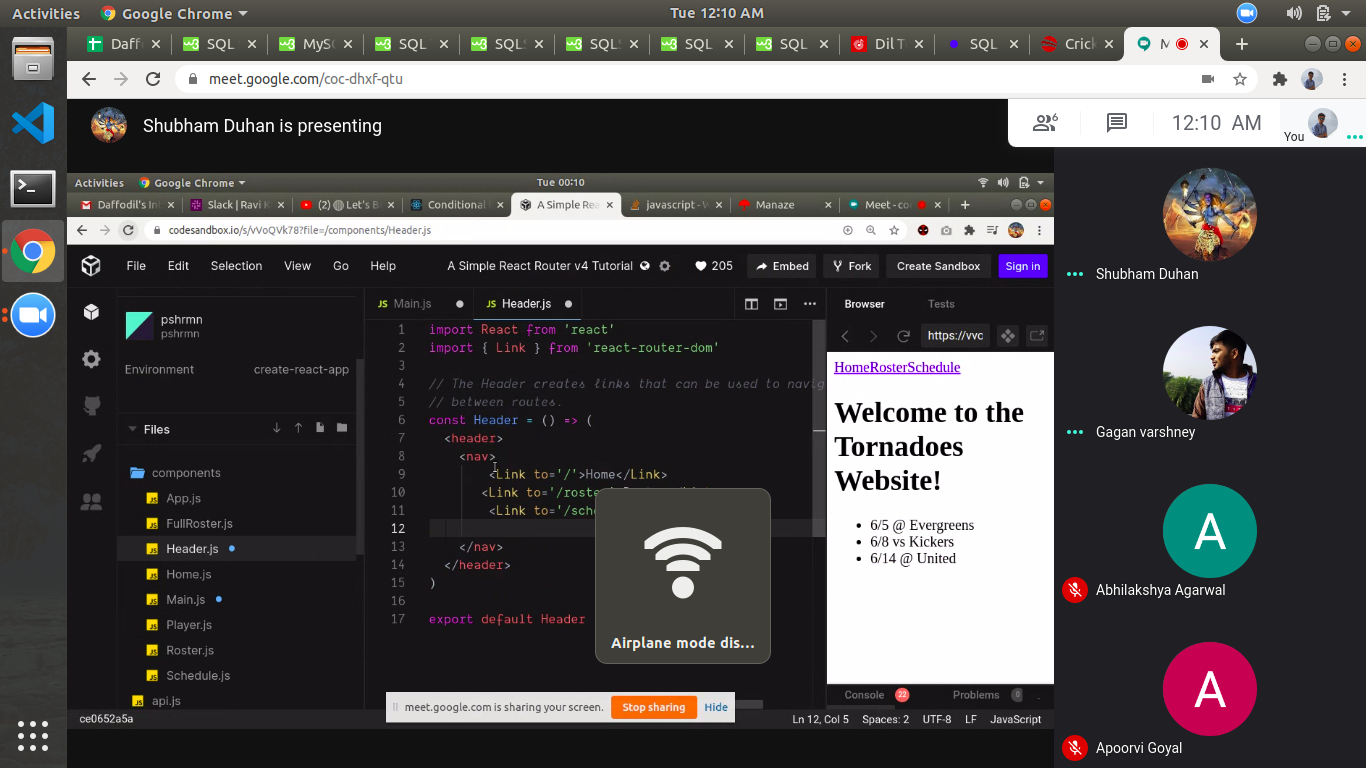 Activities Google Chrome Tue 12:10 AM
Daff SQL MyS SQL SQL SQL SQL SQL Dil T SQL Crick M
meet.google.com/coc-dhxf-qtu
Shubham Duhan is presenting
6 12:10 AM You
Activities Google Chrome Tue 00:10
Daffodil's In Slack | Ravi K (2) Let's B Conditional A Simple Rea javascript - W Manaze Meet - co
codesandbox.io/s/vVoQVk78?file=/components/Header.js
File Edit Selection View Go Help A Simple React Router v4 Tutorial 205 Embed Fork Create Sandbox Sign in
pshrmn
pshrmn
Environment create-react-app
Files
components
App.js
FullRoster.js
Header.js
Home.js
Main.js
Player.js
Roster.js
Schedule.js
api.js
ce0652a5a
JS Main.js JS Header.js
1 import React from 'react'
2 import { Link } from 'react-router-dom'
3
4 // The Header creates links that can be used to navig
5 // between routes.
6 const Header = () => (
7 <header>
8 <nav>
9 <Link to='/'>Home</Link>
10 <Link to='/roste
11 <Link to='/sche
12
13 </nav>
14 </header>
15 )
16
17 export default Header
Airplane mode dis...
meet.google.com is sharing your screen. Stop sharing Hide
Browser Tests
https://vvc
HomeRosterSchedule
Welcome to the
Tornadoes
Website!
• 6/5 @ Evergreens
• 6/8 vs Kickers
• 6/14 @ United
Console 22 Problems 0
Ln 12, Col 5 Spaces: 2 UTF-8 LF JavaScript
Shubham Duhan
Gagan varshney
A
Abhilakshya Agarwal
A
Apoorvi Goyal